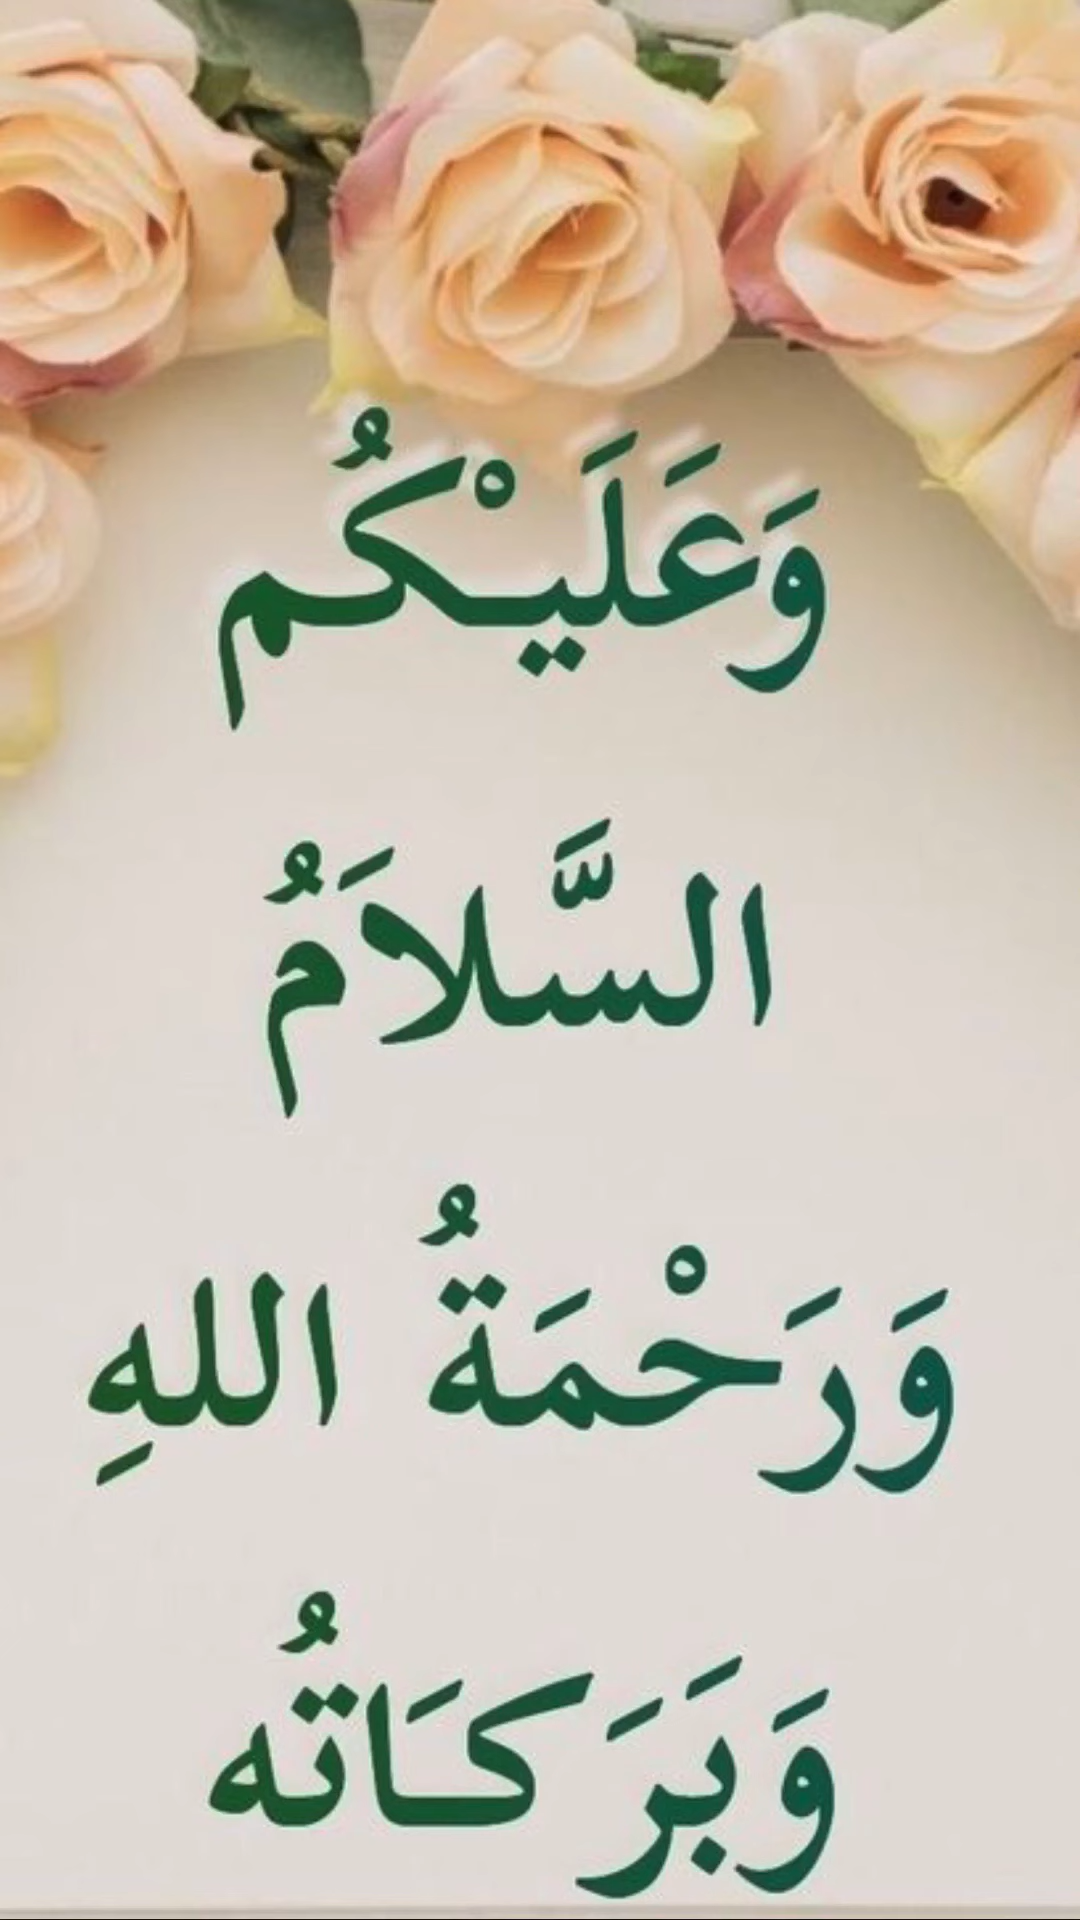 وَعَلَيْكُم
السَّلاَمُ
وَرَحْمَةُ اللهِ
وَبَرَكَاتُه